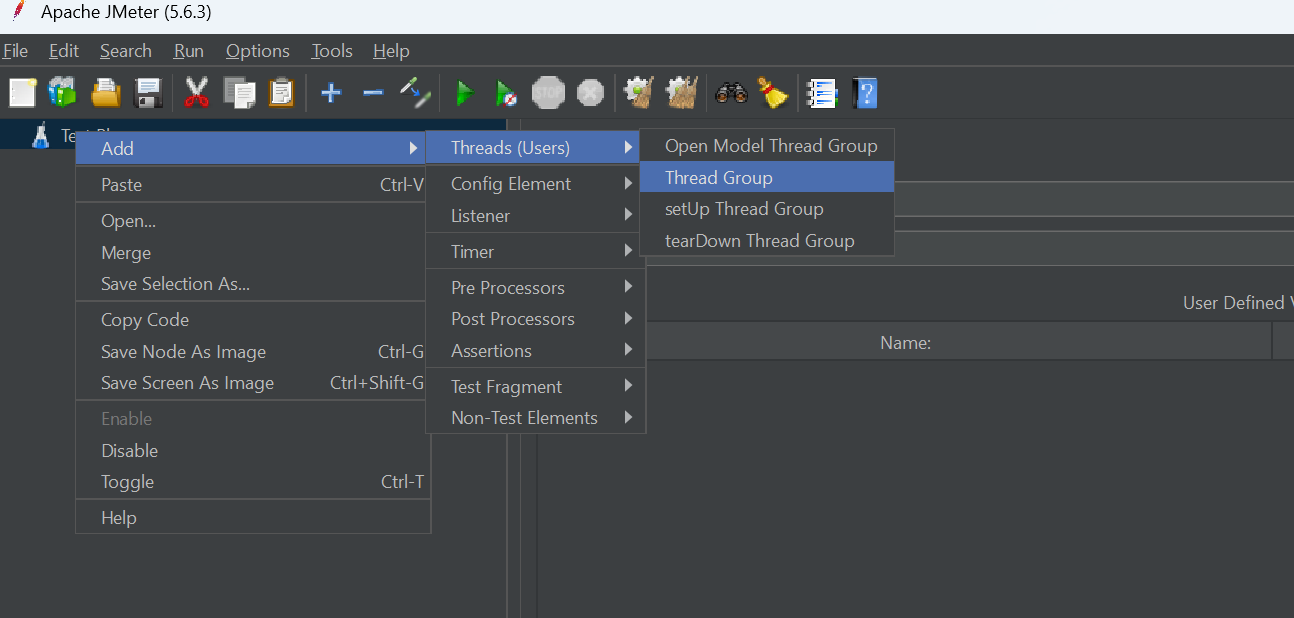 Apache JMeter (5.6.3)
File Edit Search Run Options Tools Help
STOP
Add
Paste Ctrl-V
Open...
Merge
Save Selection As...
Copy Code
Save Node As Image Ctrl-G
Save Screen As Image Ctrl+Shift-G
Enable
Disable
Toggle Ctrl-T
Help
Threads (Users)
Config Element
Listener
Timer
Pre Processors
Post Processors
Assertions
Test Fragment
Non-Test Elements
Open Model Thread Group
Thread Group
setUp Thread Group
tearDown Thread Group
User Defined
Name: